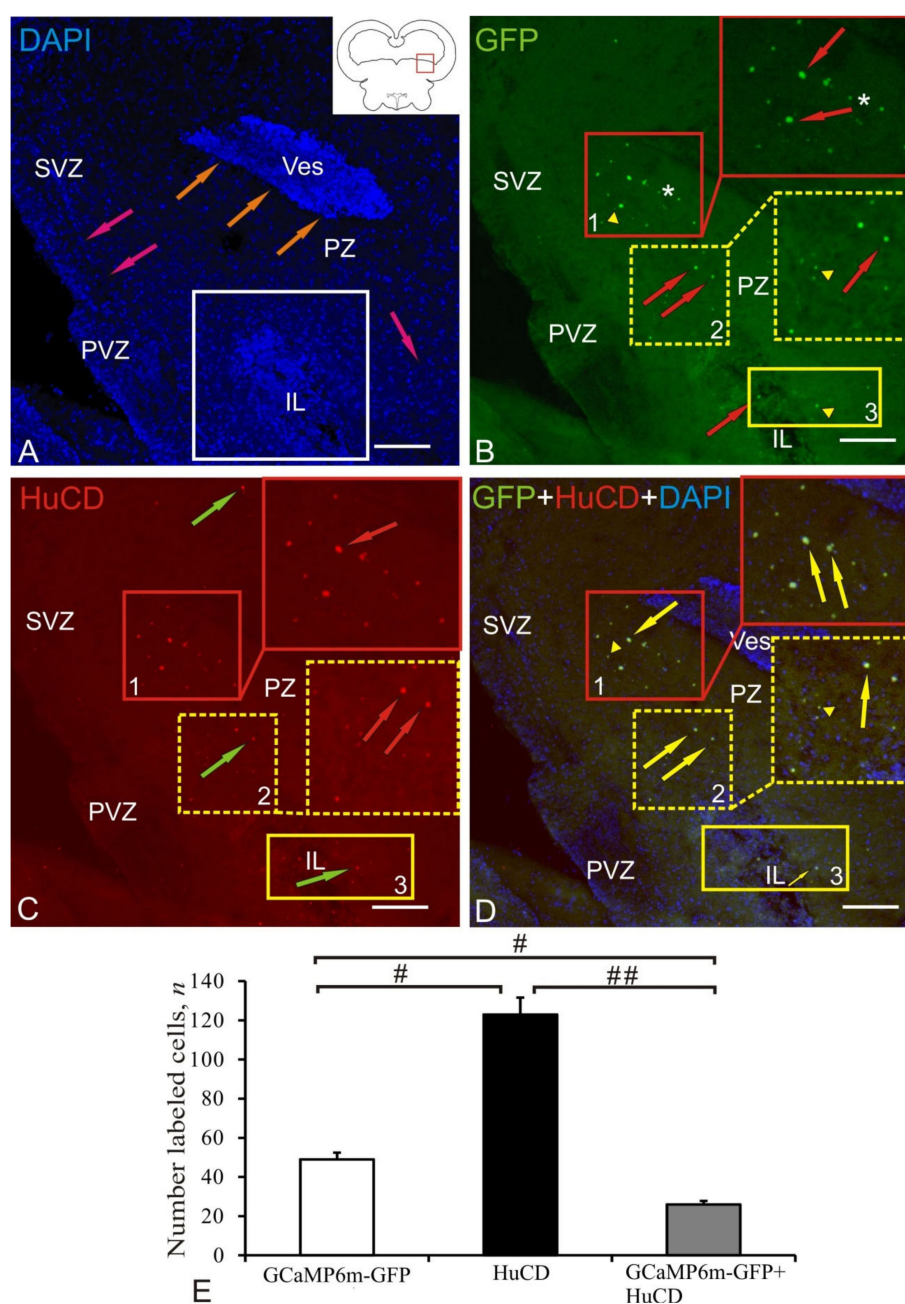 DAPI
SVZ
Ves
PZ
PVZ
IL
A
GFP
*
SVZ
*
1
PZ
PVZ
2
3
IL
B
HuCD
SVZ
1
PZ
2
PVZ
IL
3
C
GFP+HuCD+DAPI
SVZ
Ves
1
PZ
2
PVZ
IL
3
D
#
#
##
Number labeled cells, n
140
120
100
80
60
40
20
0
GCaMP6m-GFP
HuCD
GCaMP6m-GFP+
HuCD
E